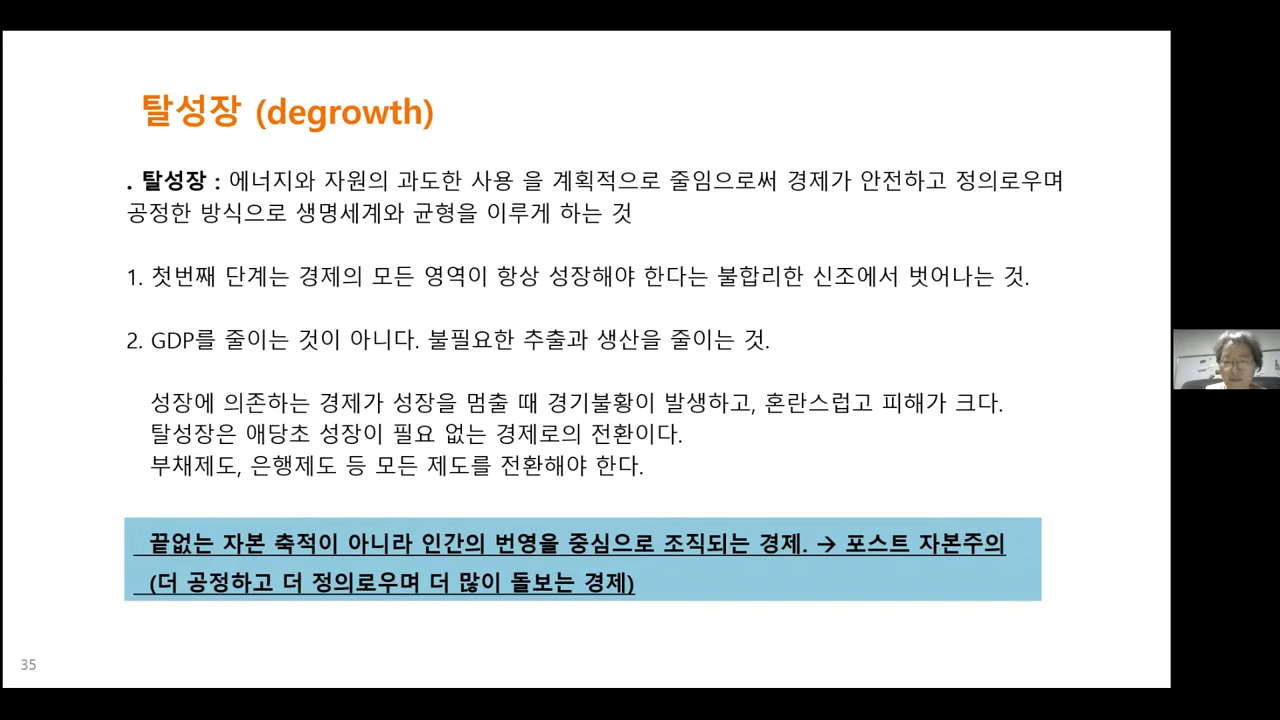 탈성장 (degrowth)
. 탈성장 : 에너지와 자원의 과도한 사용 을 계획적으로 줄임으로써 경제가 안전하고 정의로우며
공정한 방식으로 생명세계와 균형을 이루게 하는 것
1. 첫번째 단계는 경제의 모든 영역이 항상 성장해야 한다는 불합리한 신조에서 벗어나는 것.
2. GDP를 줄이는 것이 아니다. 불필요한 추출과 생산을 줄이는 것.
성장에 의존하는 경제가 성장을 멈출 때 경기불황이 발생하고, 혼란스럽고 피해가 크다.
탈성장은 애당초 성장이 필요 없는 경제로의 전환이다.
부채제도, 은행제도 등 모든 제도를 전환해야 한다.
끝없는 자본 축적이 아니라 인간의 번영을 중심으로 조직되는 경제. → 포스트 자본주의
(더 공정하고 더 정의로우며 더 많이 돌보는 경제)
35